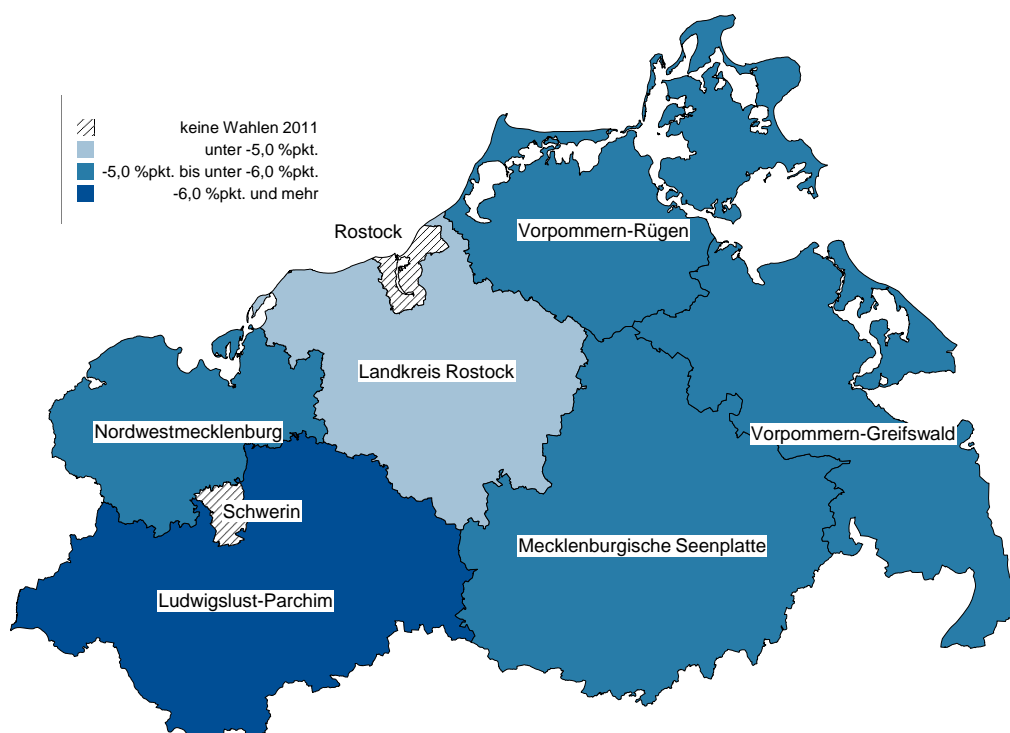 keine Wahlen 2011
unter -5,0 %pkt.
-5,0 %pkt. bis unter -6,0 %pkt.
-6,0 %pkt. und mehr
Rostock
Vorpommern-Rügen
Landkreis Rostock
Nordwestmecklenburg
Vorpommern-Greifswald
Schwerin
Mecklenburgische Seenplatte
Ludwigslust-Parchim